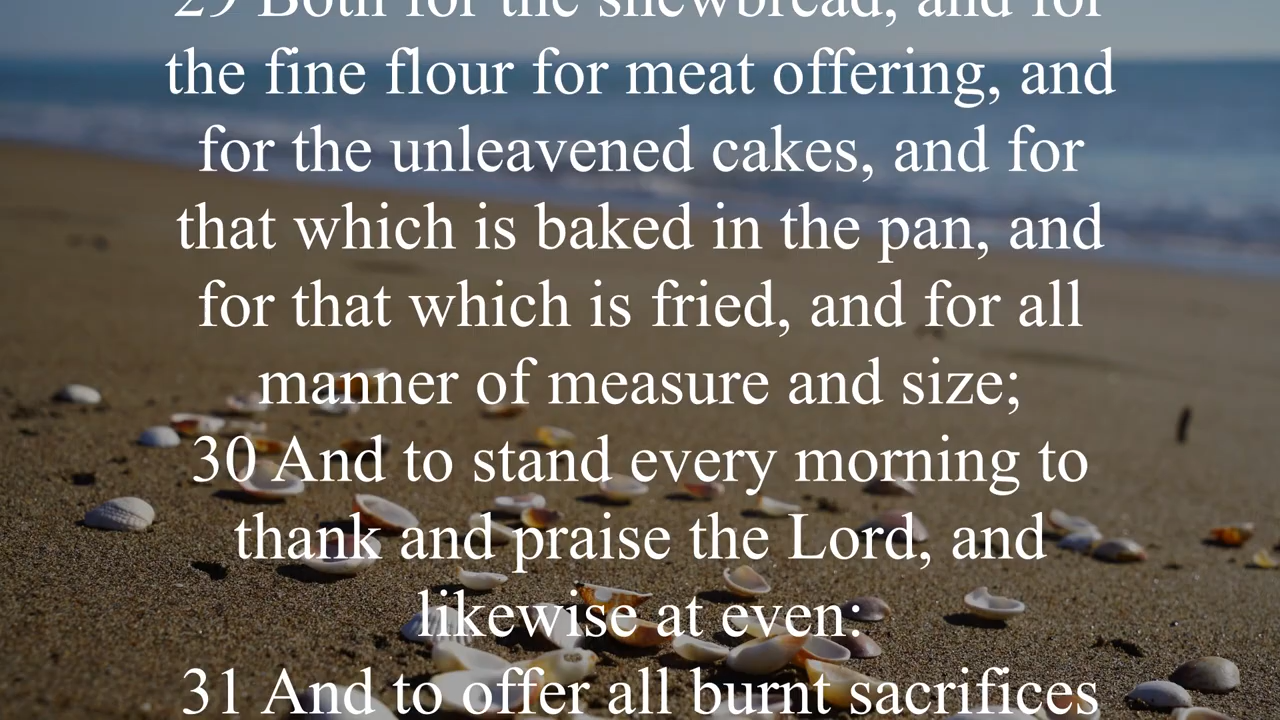 29 Both for the shewbread, and for
the fine flour for meat offering, and
for the unleavened cakes, and for
that which is baked in the pan, and
for that which is fried, and for all
manner of measure and size;
30 And to stand every morning to
thank and praise the Lord, and
likewise at even:
31 And to offer all burnt sacrifices